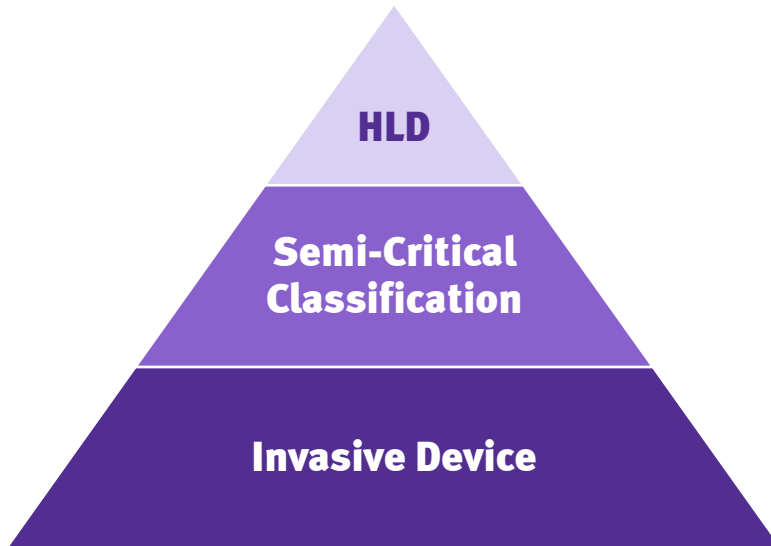 HLD
Semi-Critical
Classification
Invasive Device